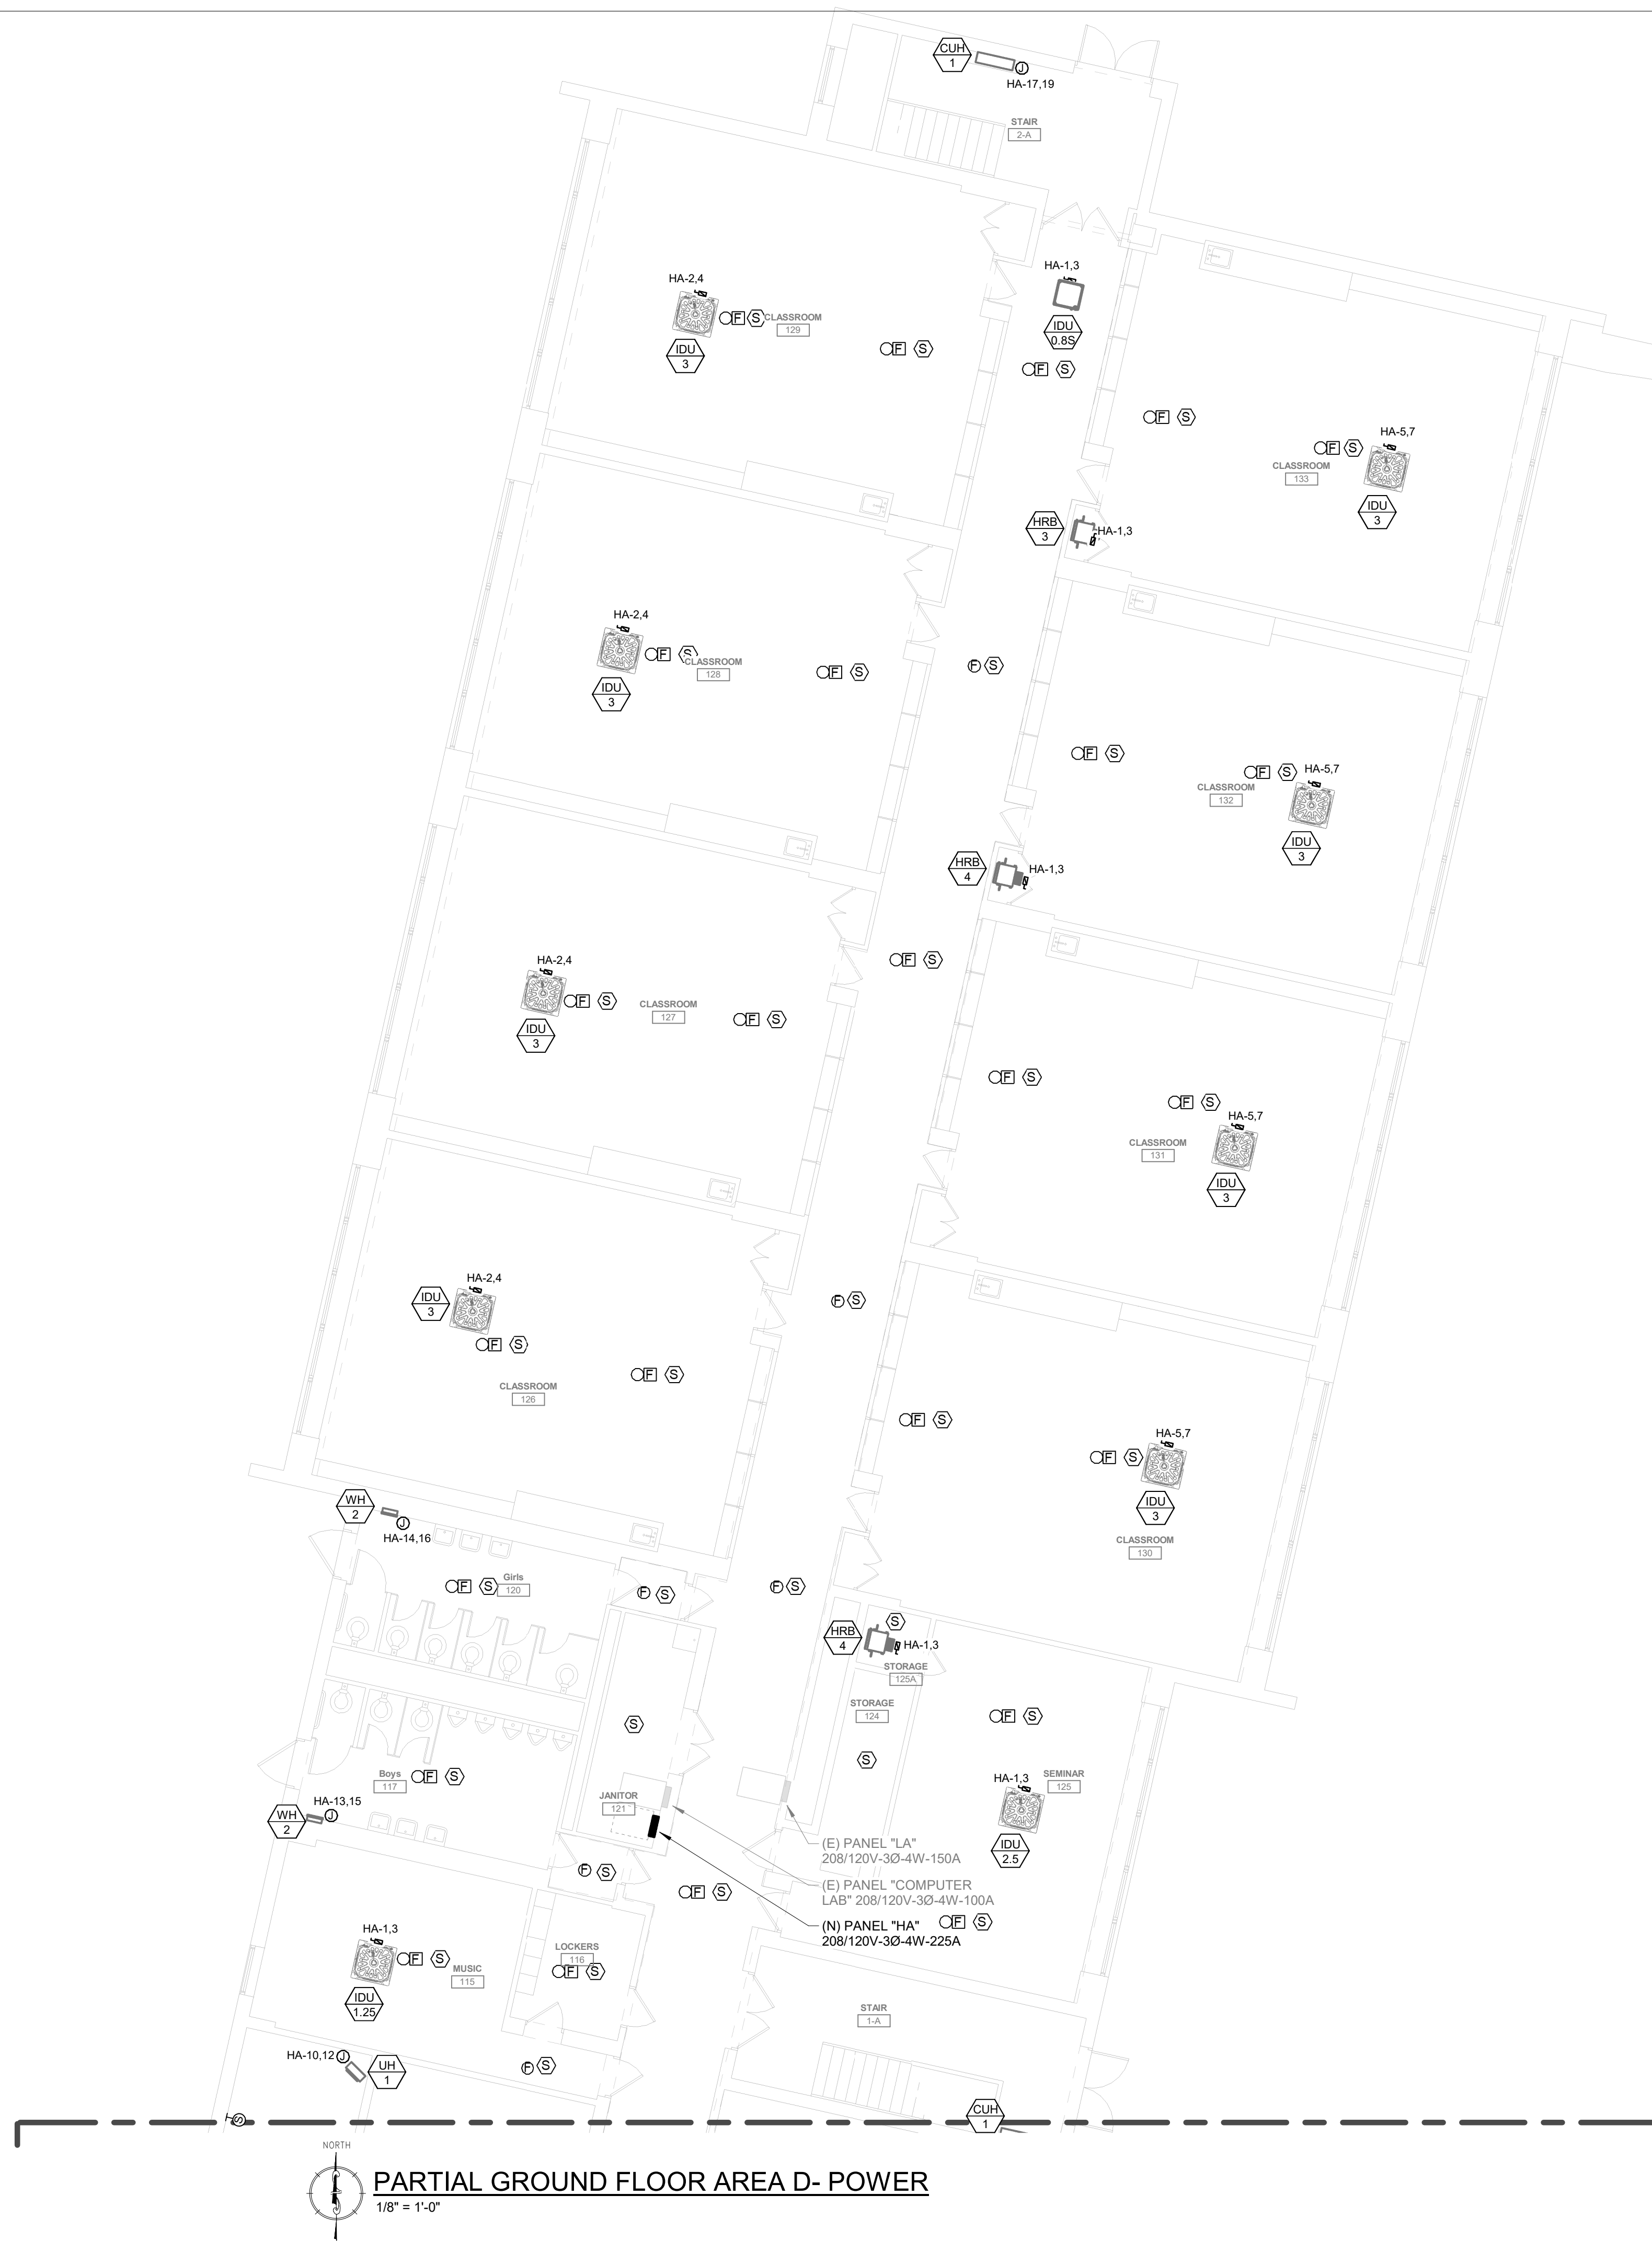 CUH
1
J
HA-17,19
STAIR
2-A
HA-2,4
F S
CLASSROOM
129
IDU
3
F S
HA-1,3
IDU
0.8S
F S
F S
HA-5,7
F S
CLASSROOM
133
IDU
3
HRB
3
HA-1,3
HA-2,4
F S
CLASSROOM
128
IDU
3
F S
F S
F S
HA-5,7
F S
CLASSROOM
132
IDU
3
HRB
4
HA-1,3
HA-2,4
F S
CLASSROOM
127
IDU
3
F S
F S
F S
F S
HA-5,7
CLASSROOM
131
IDU
3
HA-2,4
IDU
3
F S
F S
CLASSROOM
126
F S
F S
HA-5,7
F S
IDU
3
CLASSROOM
130
WH
2
J
HA-14,16
F S
Girls
120
F S
F S
S
HRB
4
HA-1,3
STORAGE
125A
STORAGE
124
S
S
F S
Boys
117
F S
HA-13,15
J
WH
2
JANITOR
121
HA-1,3
SEMINAR
125
IDU
2.5
(E) PANEL "LA"
208/120V-3Ø-4W-150A
(E) PANEL "COMPUTER
LAB" 208/120V-3Ø-4W-100A
(N) PANEL "HA"
208/120V-3Ø-4W-225A
F S
F S
F S
HA-1,3
F S
MUSIC
115
IDU
1.25
LOCKERS
116
F S
STAIR
1-A
HA-10,12
J
UH
1
F S
CUH
1
T
S
NORTH
PARTIAL GROUND FLOOR AREA D- POWER
1/8" = 1'-0"